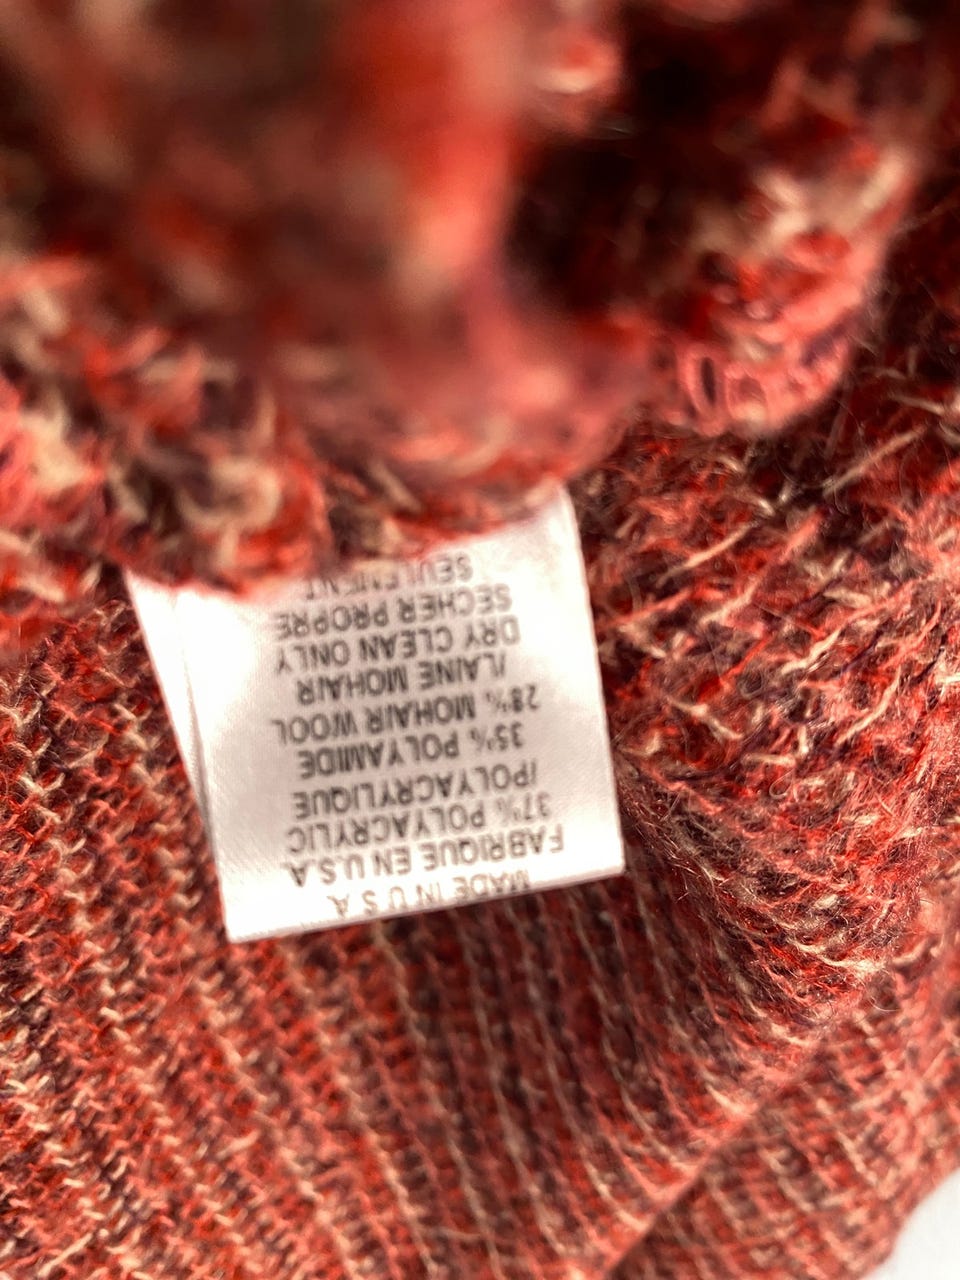 MADE IN U.S.A.
FABRIQUE EN U.S.A.
37% POLYACRYLIC
/POLYACRYLIQUE
35% POLYAMIDE
28% MOHAIR WOOL
/LAINE MOHAIR
DRY CLEAN ONLY
SECHER PROPRE
SEULEMENT